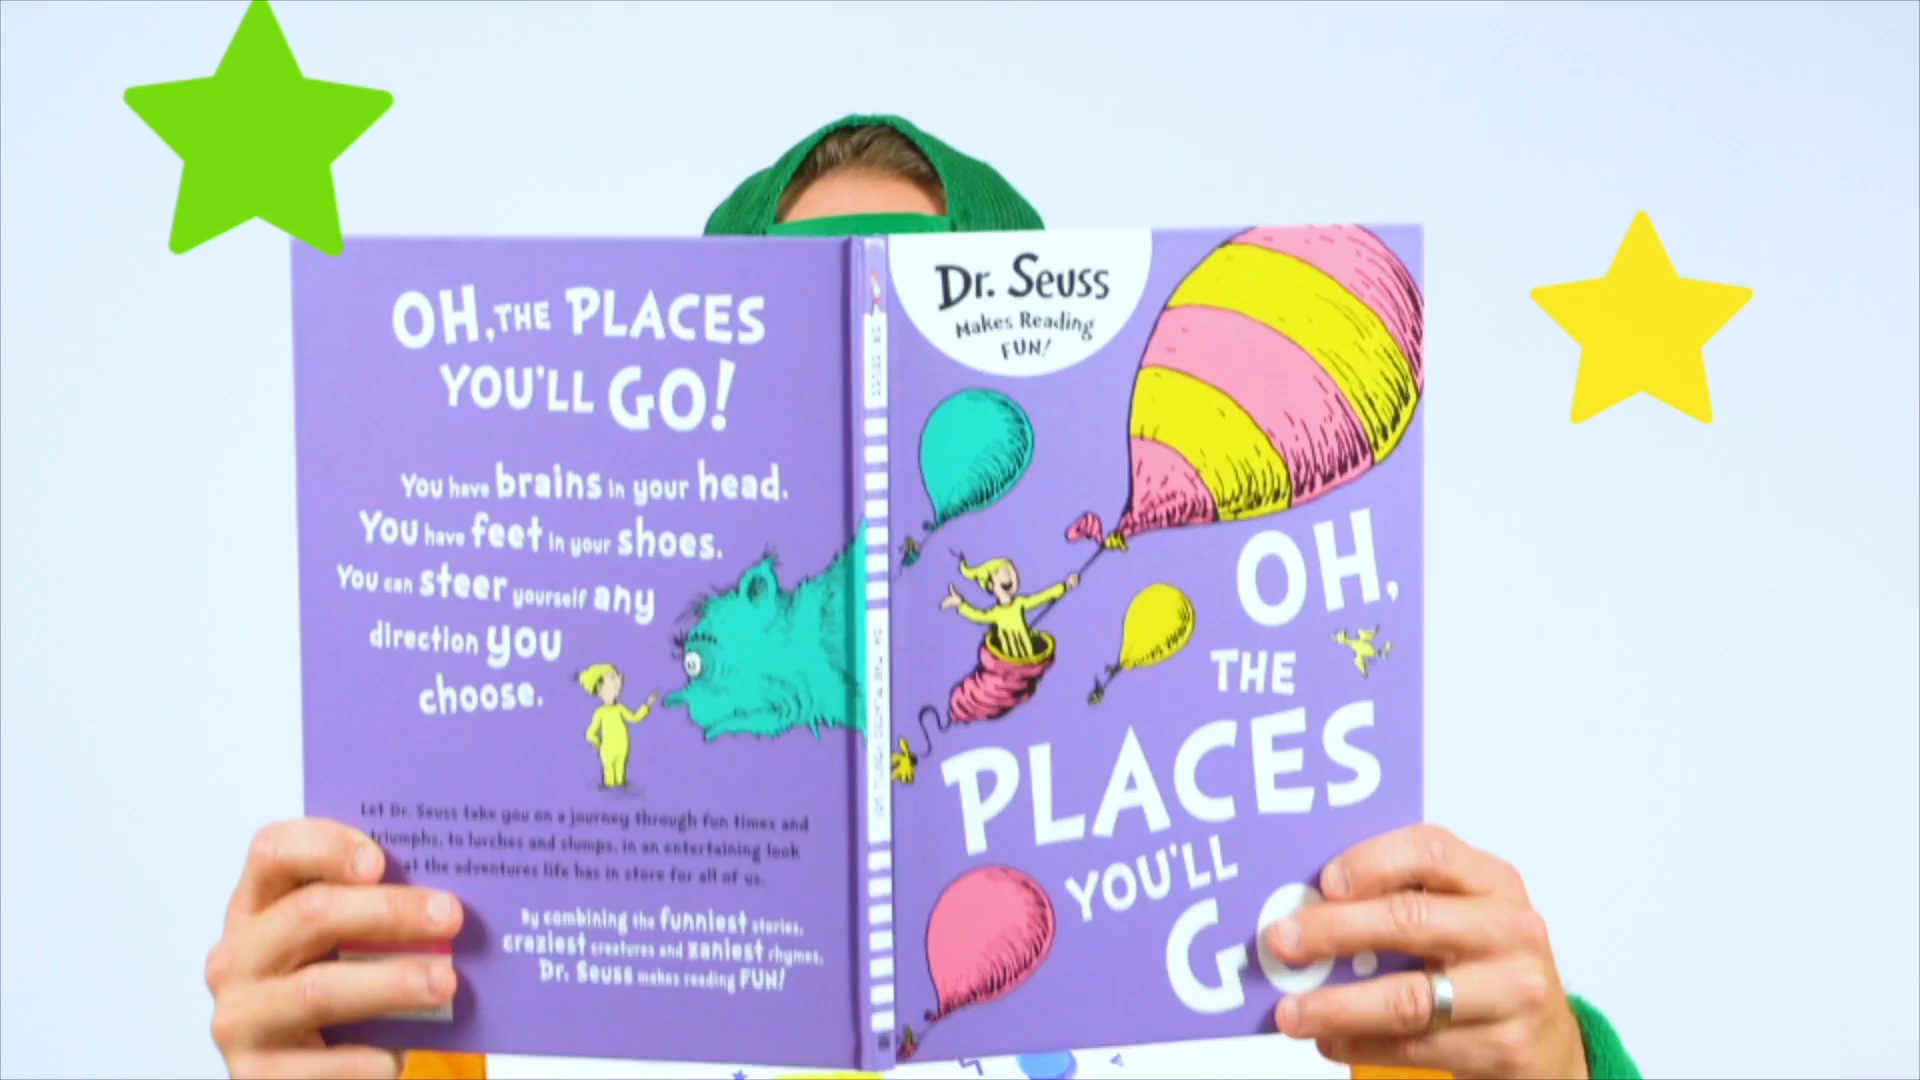 OH, THE PLACES
YOU'LL GO!
You have brains in your head.
You have feet in your shoes.
You can steer yourself any
direction you
choose.
Let Dr. Seuss take you on a journey through fun times and
triumphs, to lurches and slumps, in an entertaining look
at the adventures life has in store for all of us.
By combining the funniest stories,
craziest creatures and zaniest rhymes,
Dr. Seuss makes reading FUN!
Dr. Seuss
Makes Reading
FUN!
OH,
THE
PLACES
YOU'LL
GO!